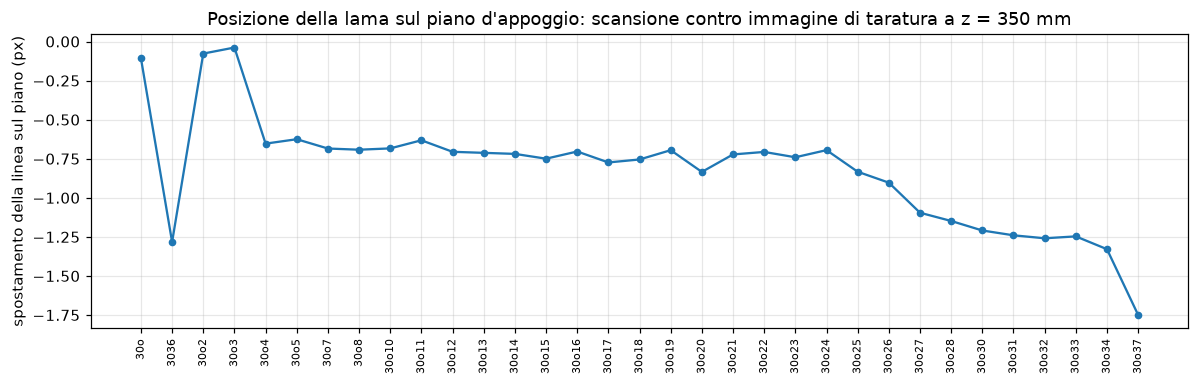 Posizione della lama sul piano d'appoggio: scansione contro immagine di taratura a z = 350 mm
spostamento della linea sul piano (px)
0.00
−0.25
−0.50
−0.75
−1.00
−1.25
−1.50
−1.75
30o
3036
30o2
30o3
30o4
30o5
30o7
30o8
30o10
30o11
30o12
30o13
30o14
30o15
30o16
30o17
30o18
30o19
30o20
30o21
30o22
30o23
30o24
30o25
30o26
30o27
30o28
30o30
30o31
30o32
30o33
30o34
30o37